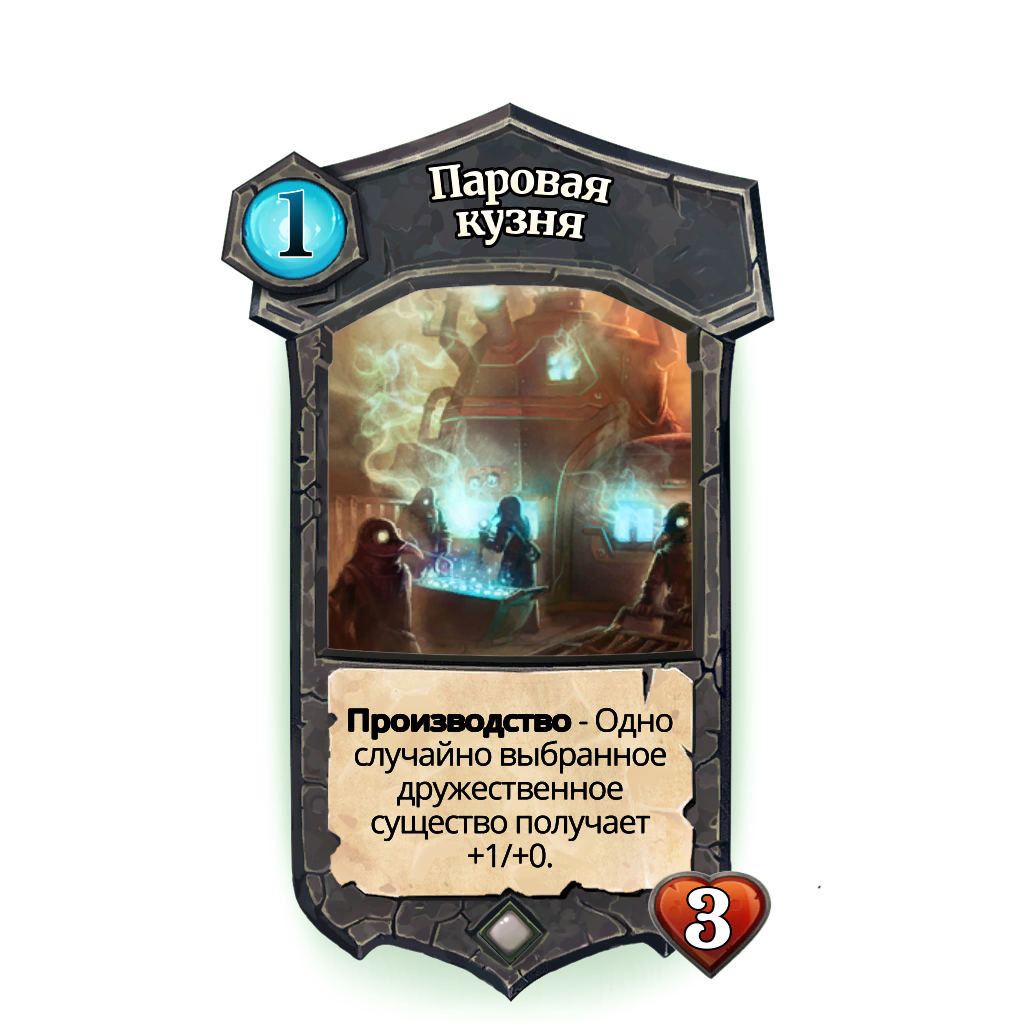 1
Паровая
кузня
Производство - Одно
случайно выбранное
дружественное
существо получает
+1/+0.
3